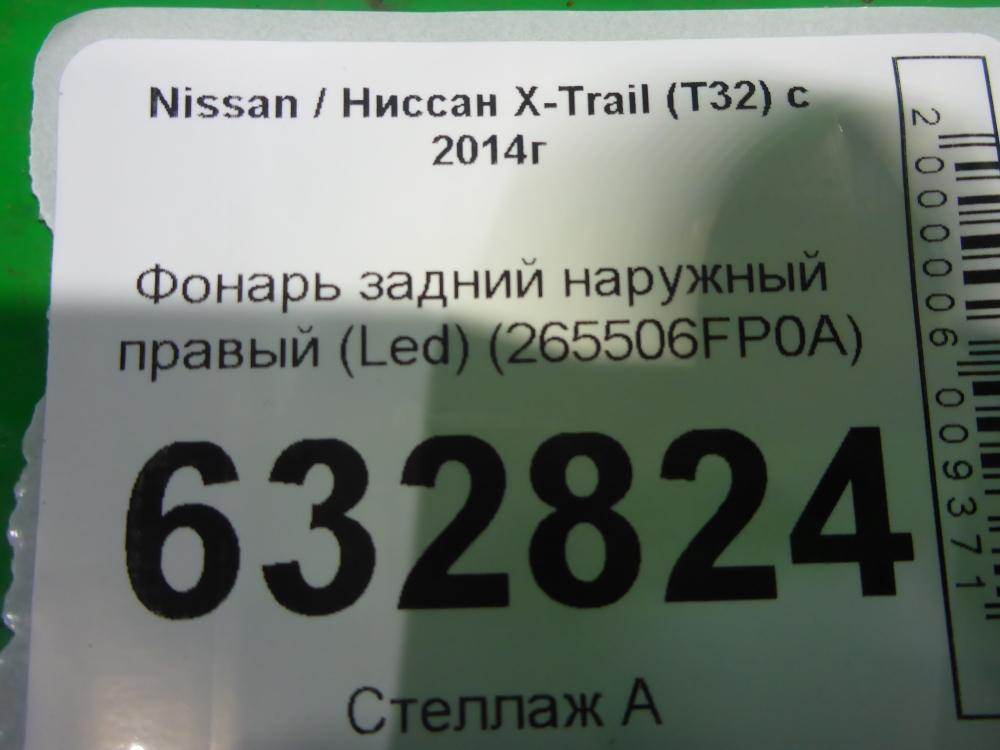 Nissan / Ниссан X-Trail (T32) с
2014г
Фонарь задний наружный
правый (Led) (265506FP0A)
632824
Стеллаж А
2000006009371